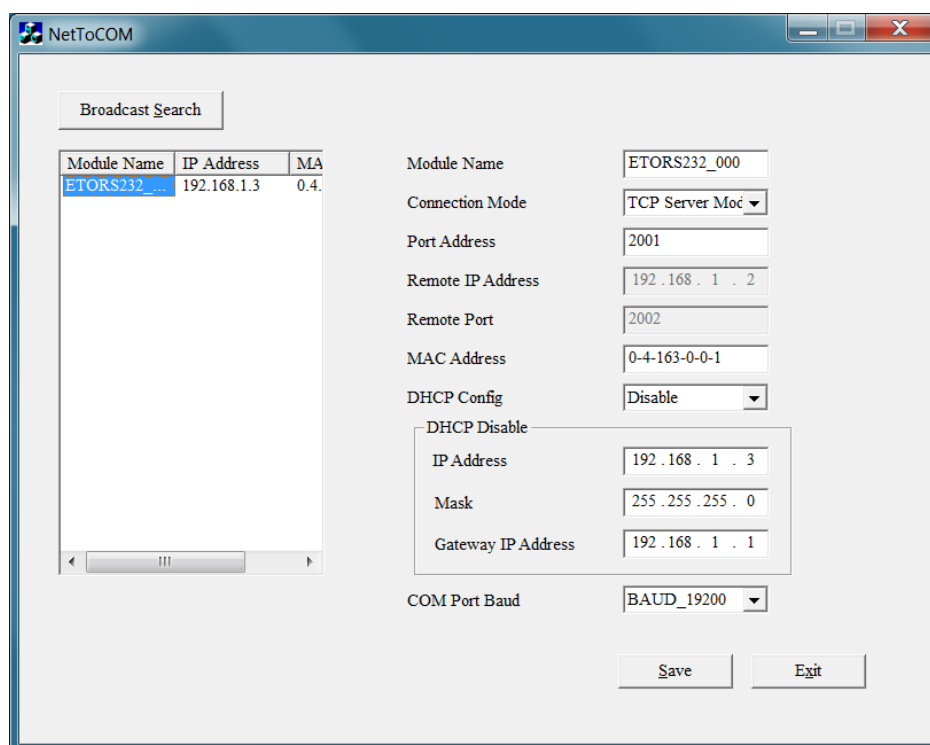 NetToCOM
Broadcast Search
Module Name IP Address MA
ETORS232_... 192.168.1.3 0.4.
Module Name ETORS232_000
Connection Mode TCP Server Mod
Port Address 2001
Remote IP Address 192 . 168 . 1 . 2
Remote Port 2002
MAC Address 0-4-163-0-0-1
DHCP Config Disable
DHCP Disable
IP Address 192 . 168 . 1 . 3
Mask 255 . 255 . 255 . 0
Gateway IP Address 192 . 168 . 1 . 1
COM Port Baud BAUD_19200
Save Exit